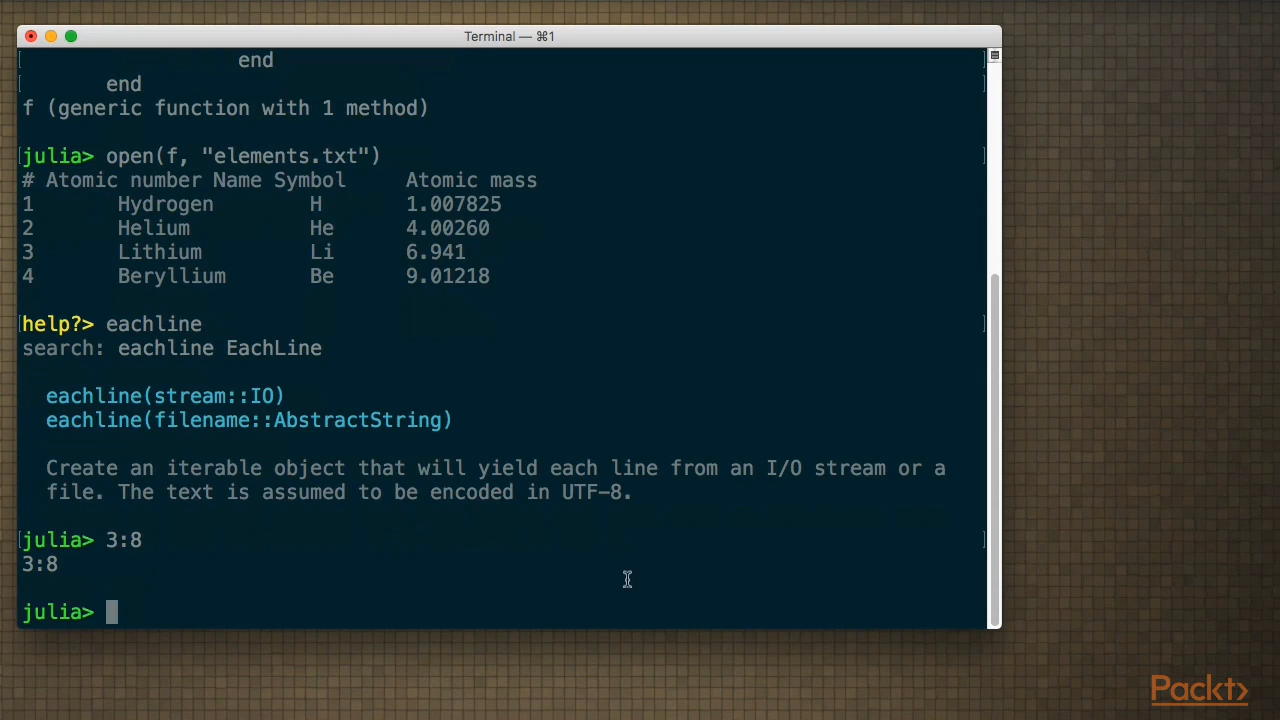 Terminal — ⌘1
end
end
f (generic function with 1 method)
julia> open(f, "elements.txt")
# Atomic number Name Symbol Atomic mass
1 Hydrogen H 1.007825
2 Helium He 4.00260
3 Lithium Li 6.941
4 Beryllium Be 9.01218
help?> eachline
search: eachline EachLine
eachline(stream::IO)
eachline(filename::AbstractString)
Create an iterable object that will yield each line from an I/O stream or a
file. The text is assumed to be encoded in UTF-8.
julia> 3:8
3:8
julia>
Packt>